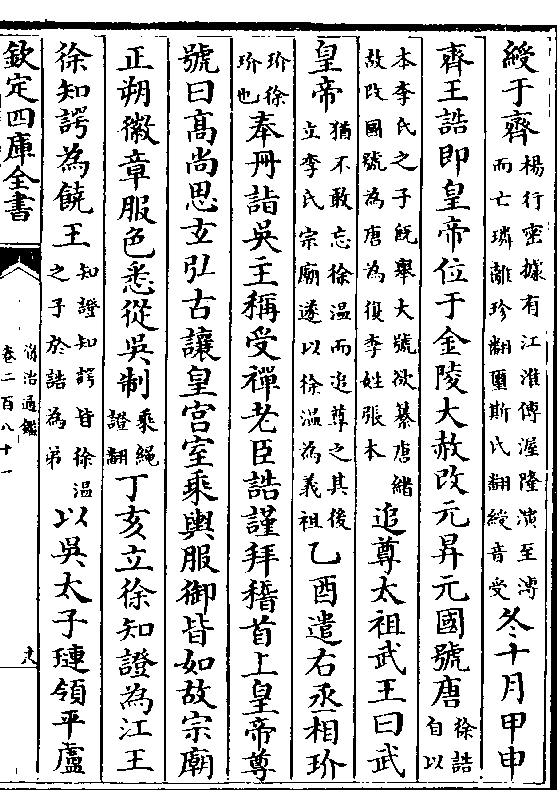 綬于齊楊行密據有江淮傳渥隆演至溥而亡璘離珍翻璽斯氏翻綬音受冬十月甲申
齊王誥即皇帝位于金陵大赦改元昇元國號唐徐誥自以
本李氏之子既舉大號欲纂唐緒故改國號為唐為復李姓張本追尊太祖武王曰武
皇帝猶不敢忘徐温而追尊之其後立李氏宗廟遂以徐温為義祖乙酉遣右丞相玠
玠徐玠也奉冊詣吳王稱受禪老臣誥謹拜稽首上皇帝尊
號曰高尚思玄弘古讓皇宮室乘輿服御皆如故宗廟
正朔徽章服色悉從吳制乘繩證翻丁亥立徐知證為江王
徐知諤為饒王知證知諤皆徐温之子於誥為弟以吳太子璉領平盧
欽定四庫全書
資治通鑑
卷二百八十一